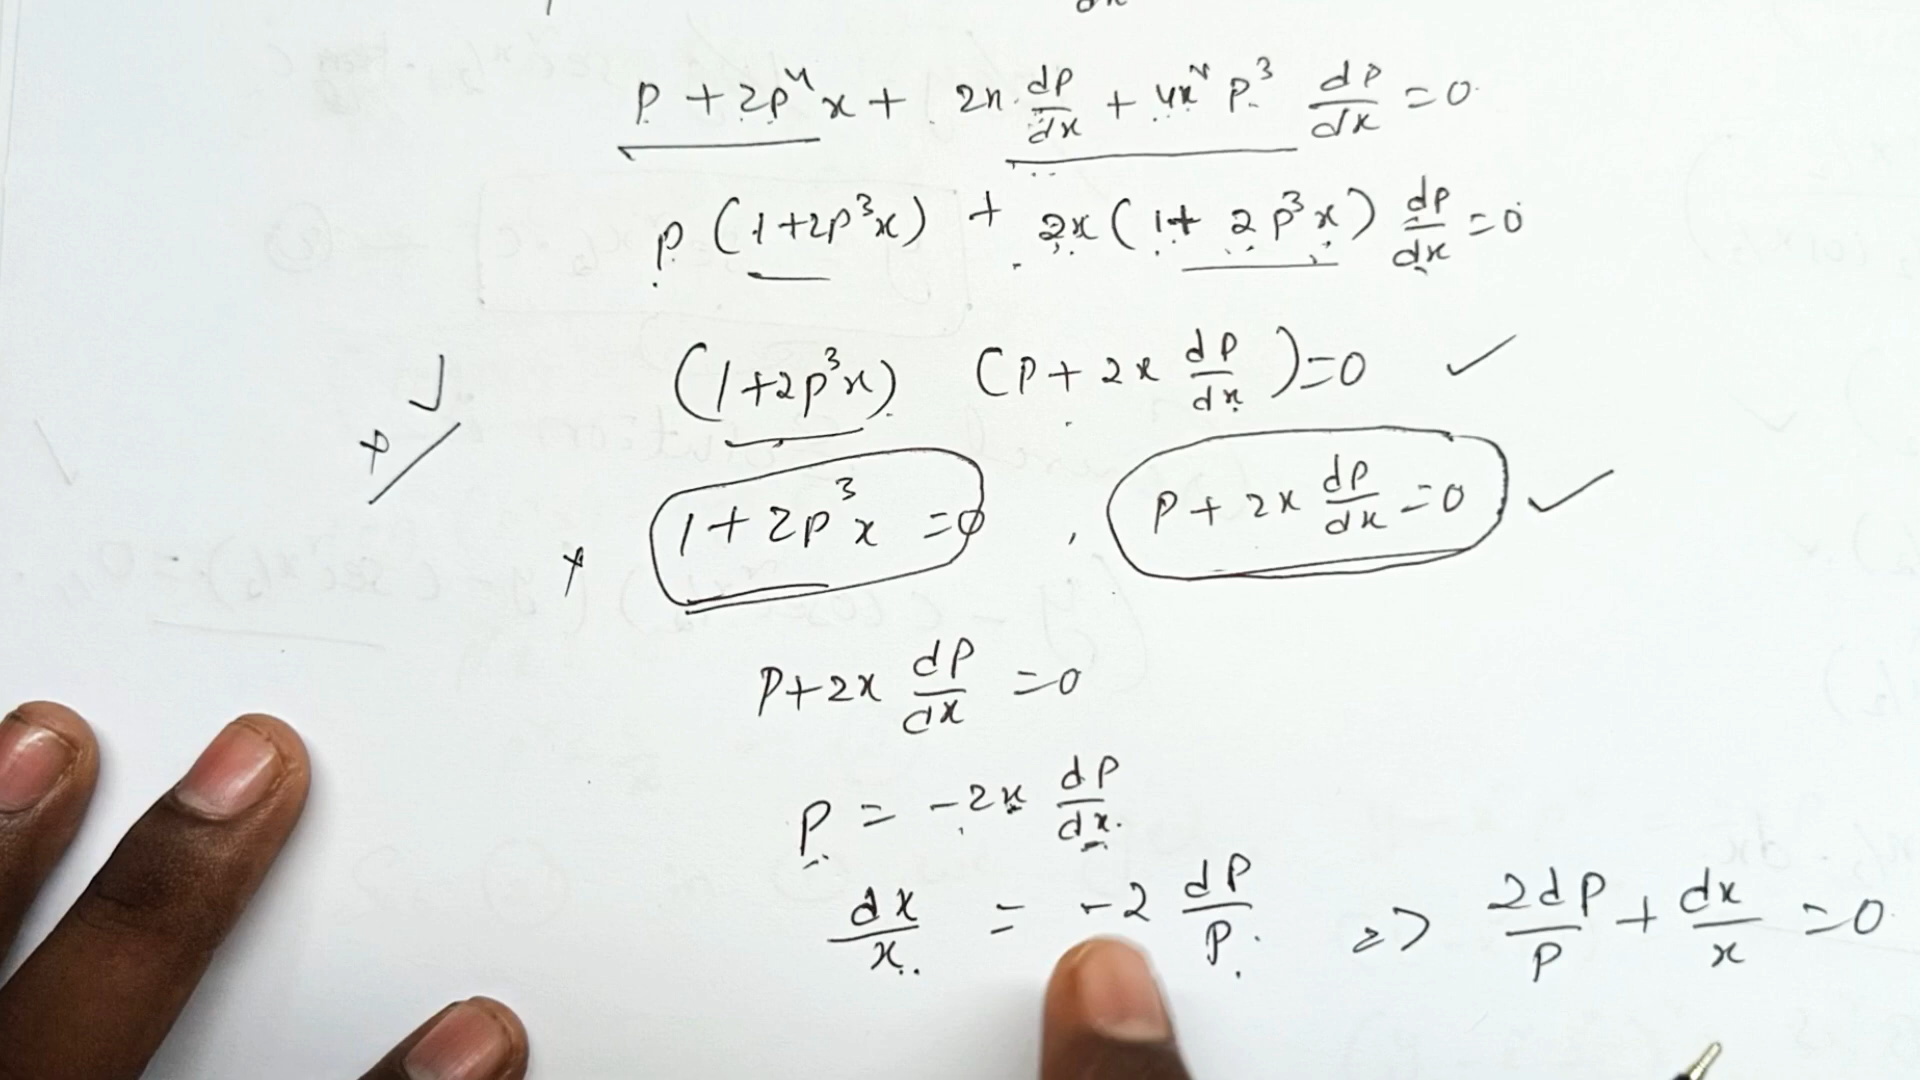 p + 2p⁴x + 2x dp/dx + 4x² p³ dp/dx = 0
p (1+2p³x) + 2x (1+ 2p³x) dp/dx = 0
(1+2p³x) (p + 2x dp/dx) = 0 ✓
1 + 2p³x = 0 , p + 2x dp/dx = 0 ✓
p + 2x dp/dx = 0
p = -2x dp/dx
dx/x = -2 dp/p => 2dp/p + dx/x = 0